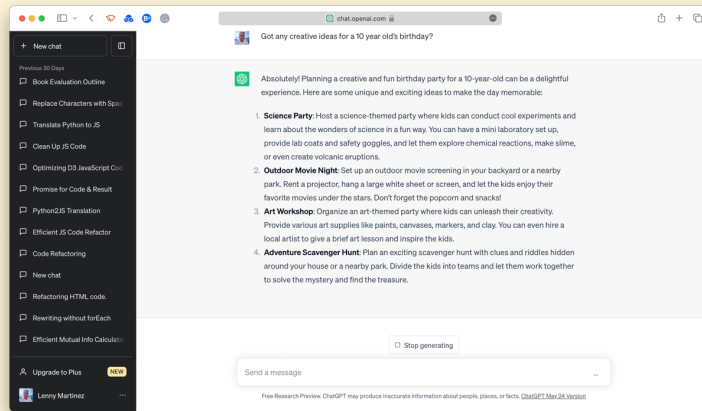 chat.openai.com
New chat
Previous 30 Days
Book Evaluation Outline
Replace Characters with Spac
Translate Python to JS
Clean Up JS Code
Optimizing D3 JavaScript Cod
Promise for Code & Result
Python2JS Translation
Efficient JS Code Refactor
Code Refactoring
New chat
Refactoring HTML code.
Rewriting without forEach
Efficient Mutual Info Calculatio
Upgrade to Plus NEW
Lenny Martinez
Got any creative ideas for a 10 year old's birthday?
Absolutely! Planning a creative and fun birthday party for a 10-year-old can be a delightful
experience. Here are some unique and exciting ideas to make the day memorable:
1. Science Party: Host a science-themed party where kids can conduct cool experiments and
learn about the wonders of science in a fun way. You can have a mini laboratory set up,
provide lab coats and safety goggles, and let them explore chemical reactions, make slime,
or even create volcanic eruptions.
2. Outdoor Movie Night: Set up an outdoor movie screening in your backyard or a nearby
park. Rent a projector, hang a large white sheet or screen, and let the kids enjoy their
favorite movies under the stars. Don't forget the popcorn and snacks!
3. Art Workshop: Organize an art-themed party where kids can unleash their creativity.
Provide various art supplies like paints, canvases, markers, and clay. You can even hire a
local artist to give a brief art lesson and inspire the kids.
4. Adventure Scavenger Hunt: Plan an exciting scavenger hunt with clues and riddles hidden
around your house or a nearby park. Divide the kids into teams and let them work together
to solve the mystery and find the treasure.
Stop generating
Send a message
Free Research Preview. ChatGPT may produce inaccurate information about people, places, or facts. ChatGPT May 24 Version